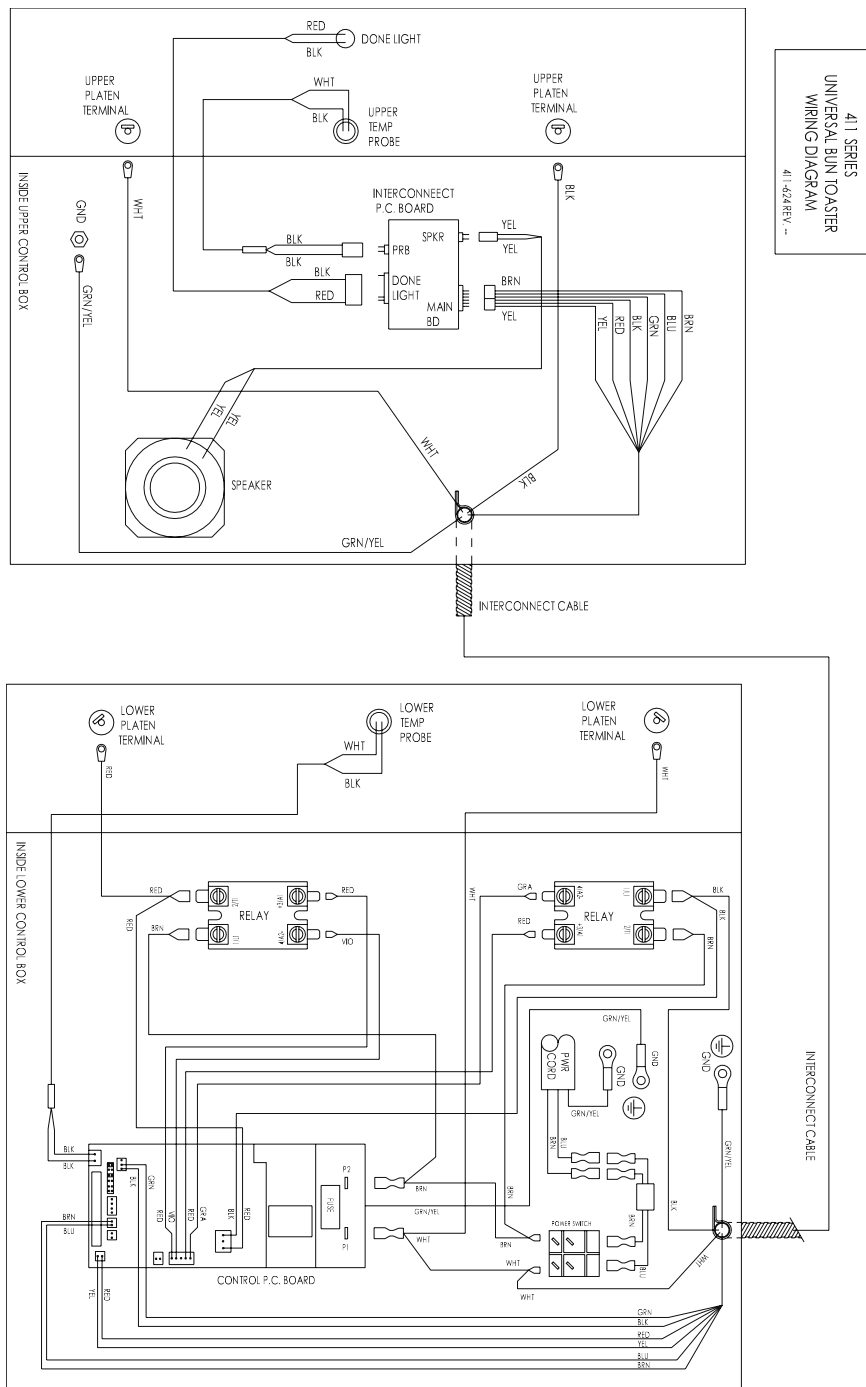 411 SERIES
UNIVERSAL BUN TOASTER
WIRING DIAGRAM
411-624 REV. --
RED
DONE LIGHT
BLK
UPPER
PLATEN
TERMINAL
WHT
BLK
UPPER
TEMP
PROBE
UPPER
PLATEN
TERMINAL
INSIDE UPPER CONTROL BOX
GND
WHT
GRN/YEL
INTERCONNEECT
P.C. BOARD
BLK
BLK
BLK
RED
PRB
SPKR
DONE
LIGHT
MAIN
BD
YEL
YEL
BRN
YEL
BLK
YEL
RED
BLK
GRN
BLU
BRN
YEL
YEL
SPEAKER
WHT
BLK
GRN/YEL
INTERCONNECT CABLE
LOWER
PLATEN
TERMINAL
RED
LOWER
TEMP
PROBE
WHT
BLK
LOWER
PLATEN
TERMINAL
WHT
INSIDE LOWER CONTROL BOX
RED
RED
RELAY
BRN
VIO
RED
WHT
GRA
BLK
BLK
RELAY
RED
BRN
GRN/YEL
GND
PWR
CORD
GND
GRN/YEL
BLU
BRN
GND
GRN/YEL
INTERCONNECT CABLE
BLK
BRN
BLU
WHT
BRN
POWER SWITCH
BRN
WHT
WHT
BRN
GRN/YEL
WHT
P2
P1
FUSE
BLK
BLK
GRN
BLK
BRN
BLU
YEL
RED
RED
VIO
RED
GRA
BLK
RED
CONTROL P.C. BOARD
GRN
BLK
RED
YEL
BLU
BRN